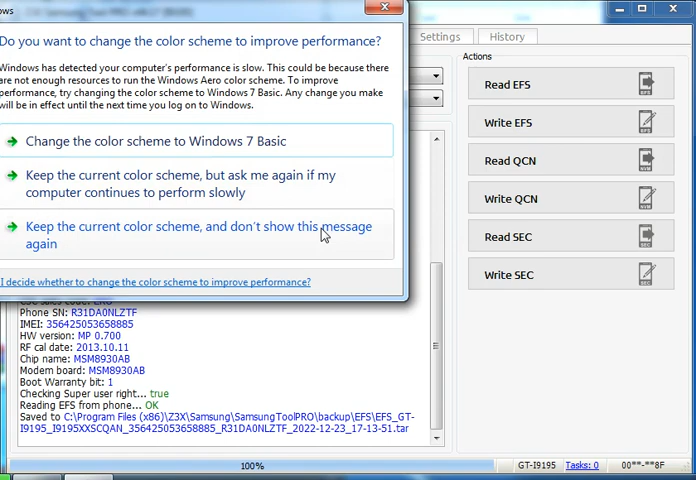 ows
Do you want to change the color scheme to improve performance?
Windows has detected your computer's performance is slow. This could be because there
are not enough resources to run the Windows Aero color scheme. To improve
performance, try changing the color scheme to Windows 7 Basic. Any change you make
will be in effect until the next time you log on to Windows.
Change the color scheme to Windows 7 Basic
Keep the current color scheme, but ask me again if my
computer continues to perform slowly
Keep the current color scheme, and don't show this message
again
I decide whether to change the color scheme to improve performance?
Settings
History
Actions
Read EFS
Write EFS
Read QCN
Write QCN
Read SEC
Write SEC
Phone SN: R31DA0NLZTF
IMEI: 356425053658885
HW version: MP 0.700
RF cal date: 2013.10.11
Chip name: MSM8930AB
Modem board: MSM8930AB
Boot Warranty bit: 1
Checking Super user right... true
Reading EFS from phone... OK
Saved to C:\Program Files (x86)\Z3X\Samsung\SamsungToolPRO\backup\EFS\EFS_GT-
I9195_I9195XXSCQAN_356425053658885_R31DA0NLZTF_2022-12-23_17-13-51.tar
100%
GT-I9195
Tasks: 0
00**-**8F